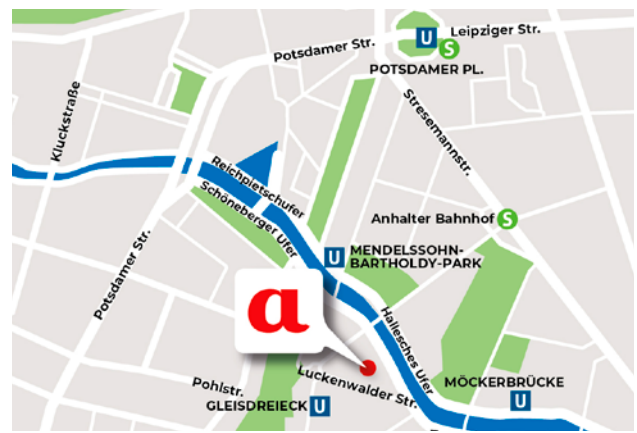 Leipziger Str.
U
S
Potsdamer Str.
POTSDAMER PL.
Kluckstraße
Stresemannstr.
Reichpietschufer
Schöneberger Ufer
Anhalter Bahnhof
S
U
MENDELSSOHN-
BARTHOLDY-PARK
Potsdamer Str.
a
Hallesches Ufer
Luckenwalder Str.
Pohlstr.
MÖCKERBRÜCKE
U
GLEISDREIECK
U